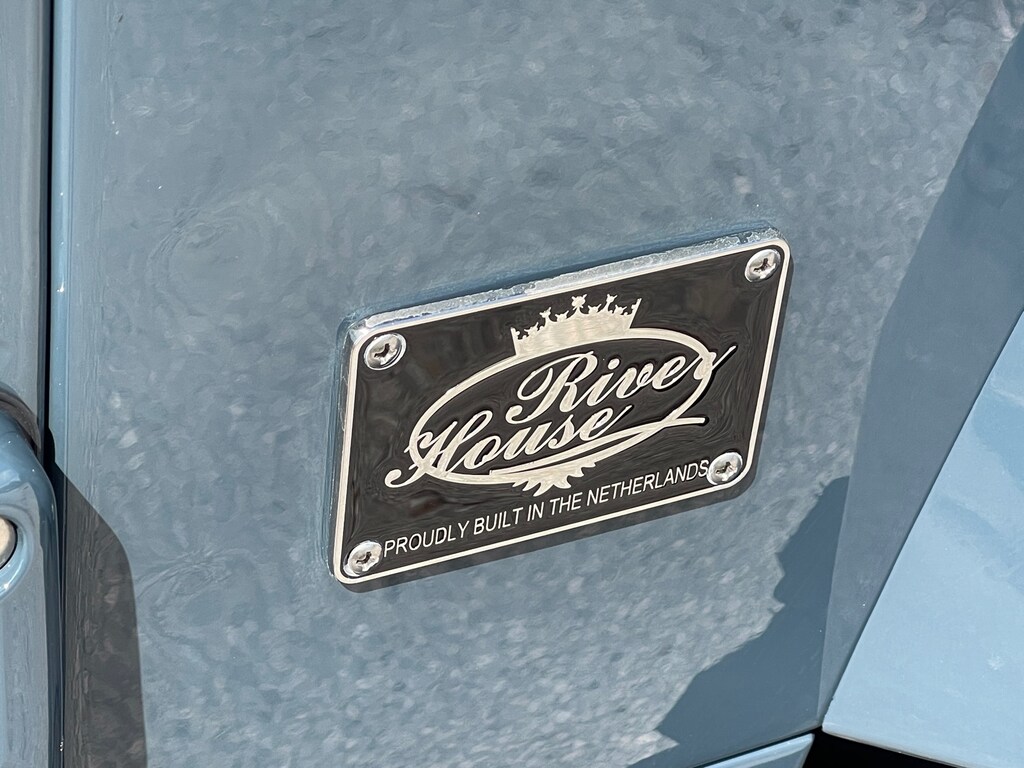 River
House
PROUDLY BUILT IN THE NETHERLANDS